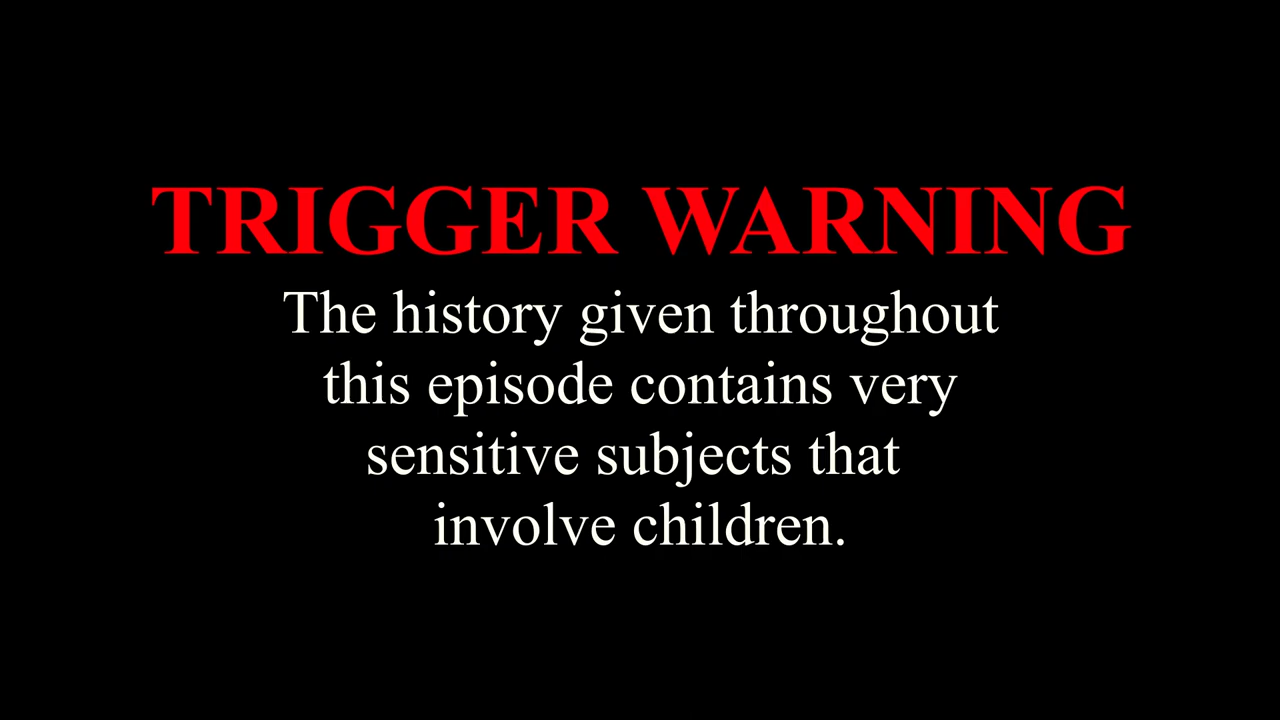 TRIGGER WARNING
The history given throughout
this episode contains very
sensitive subjects that
involve children.